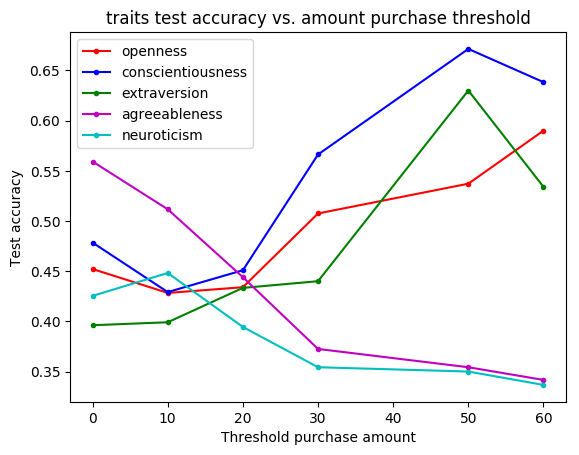 traits test accuracy vs. amount purchase threshold
openness
conscientiousness
extraversion
agreeableness
neuroticism
Test accuracy
0.65
0.60
0.55
0.50
0.45
0.40
0.35
0 10 20 30 40 50 60
Threshold purchase amount